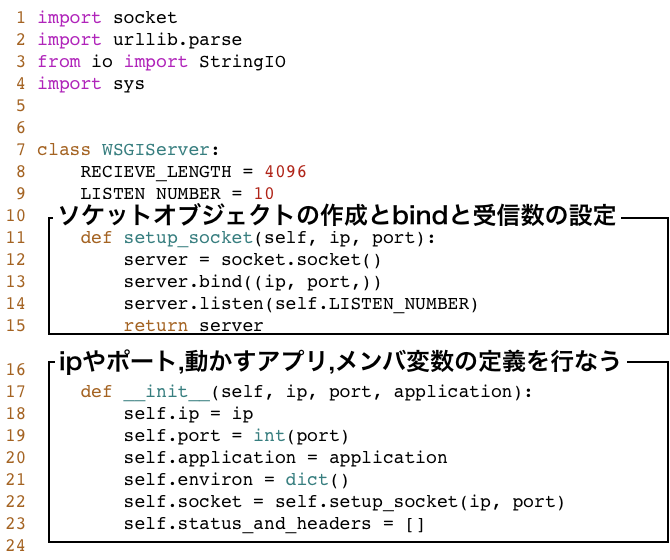 1 import socket
2 import urllib.parse
3 from io import StringIO
4 import sys
5
6
7 class WSGIServer:
8     RECIEVE_LENGTH = 4096
9     LISTEN_NUMBER = 10
10 ソケットオブジェクトの作成とbindと受信数の設定
11     def setup_socket(self, ip, port):
12         server = socket.socket()
13         server.bind((ip, port,))
14         server.listen(self.LISTEN_NUMBER)
15         return server
ipやポート,動かすアプリ,メンバ変数の定義を行なう
16
17     def __init__(self, ip, port, application):
18         self.ip = ip
19         self.port = int(port)
20         self.application = application
21         self.environ = dict()
22         self.socket = self.setup_socket(ip, port)
23         self.status_and_headers = []
24